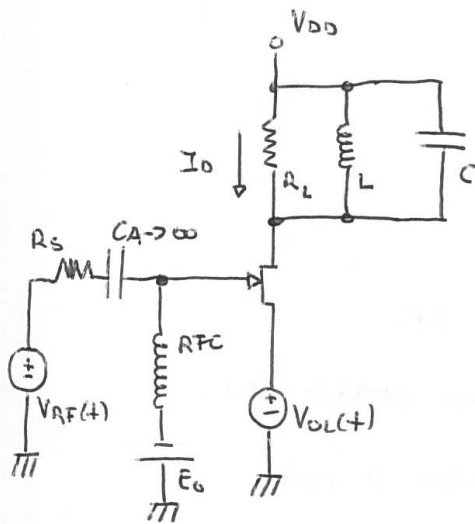 VDD
ID
RL
L
C
RS
CA→∞
RFC
VRF(t)
VOL(t)
E0